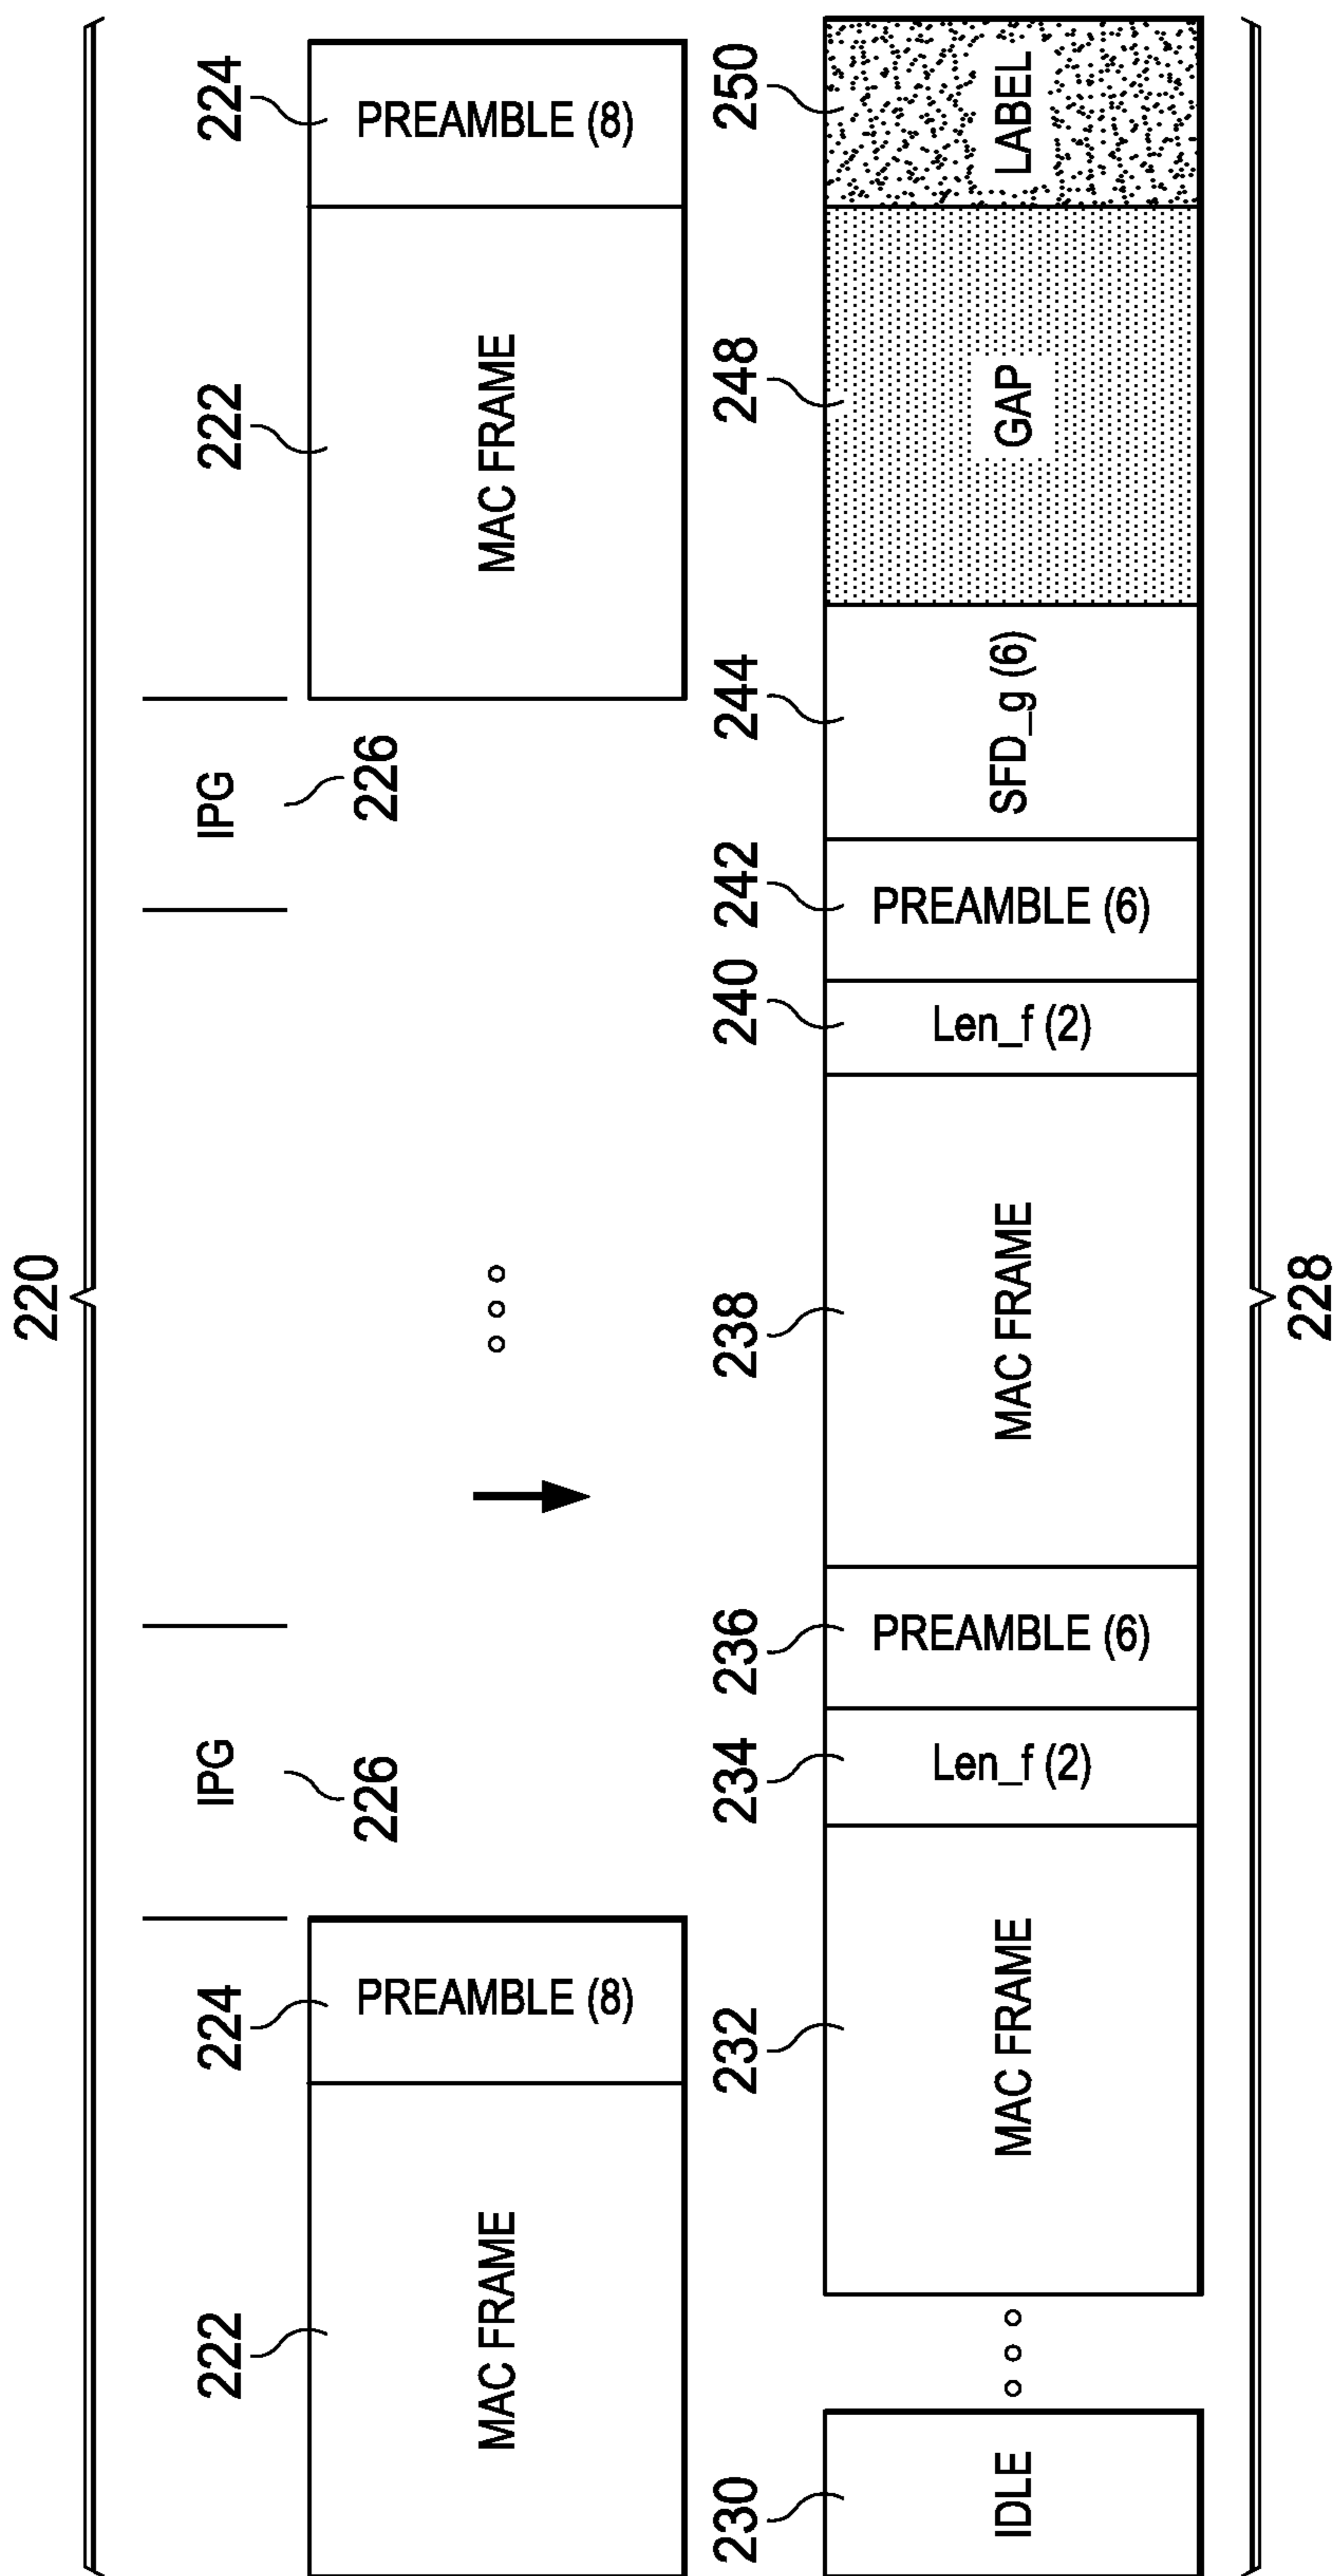 220
222
224
IPG
IPG
222
224
226
226
MAC FRAME
PREAMBLE (8)
MAC FRAME
PREAMBLE (8)
230
232
234
236
238
240
242
244
248
250
IDLE
MAC FRAME
Len_f (2)
PREAMBLE (6)
MAC FRAME
Len_f (2)
PREAMBLE (6)
SFD_g (6)
GAP
LABEL
228